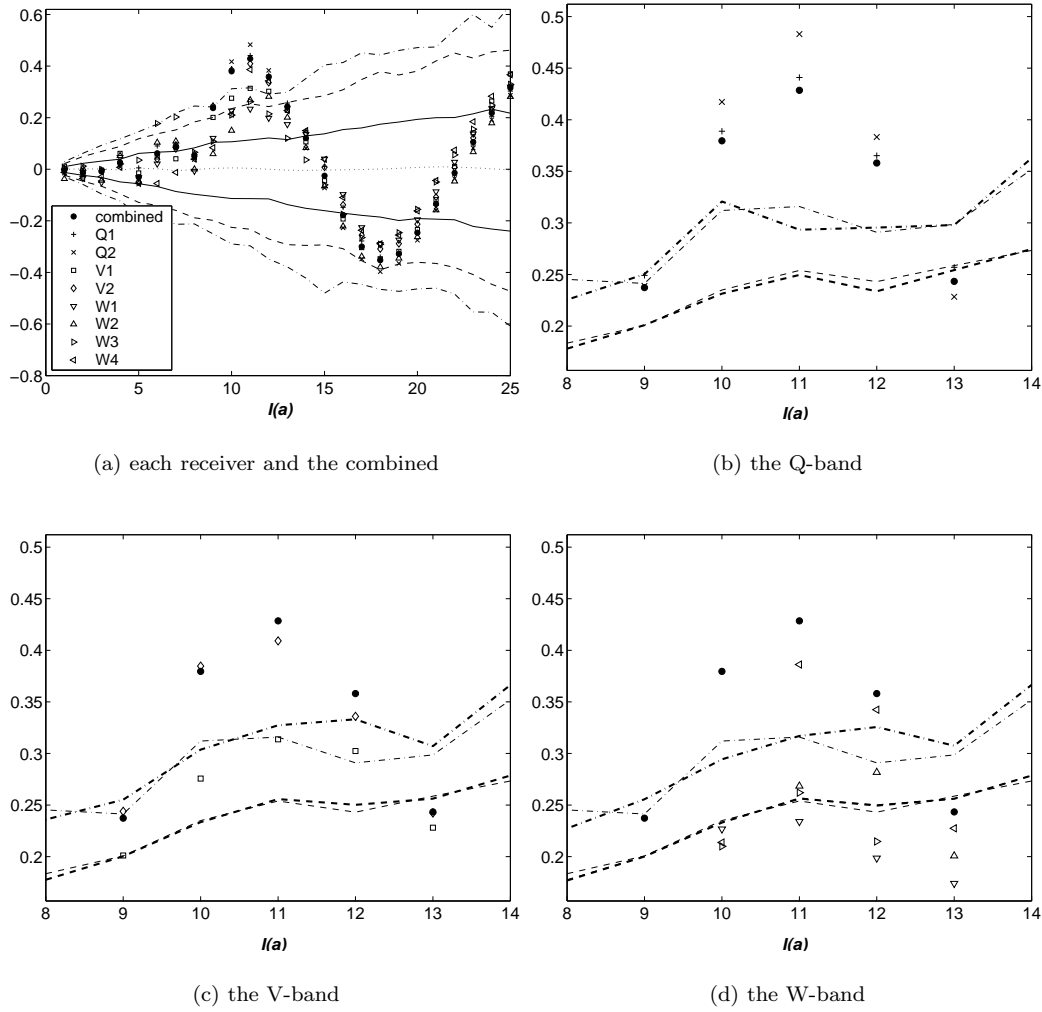 0.6
0.4
0.2
0
−0.2
−0.4
−0.6
−0.8
combined
Q1
Q2
V1
V2
W1
W2
W3
W4
0 5 10 15 20 25
l(a)
(a) each receiver and the combined
0.5
0.45
0.4
0.35
0.3
0.25
0.2
8 9 10 11 12 13 14
l(a)
(b) the Q-band
0.5
0.45
0.4
0.35
0.3
0.25
0.2
8 9 10 11 12 13 14
l(a)
(c) the V-band
0.5
0.45
0.4
0.35
0.3
0.25
0.2
8 9 10 11 12 13 14
l(a)
(d) the W-band